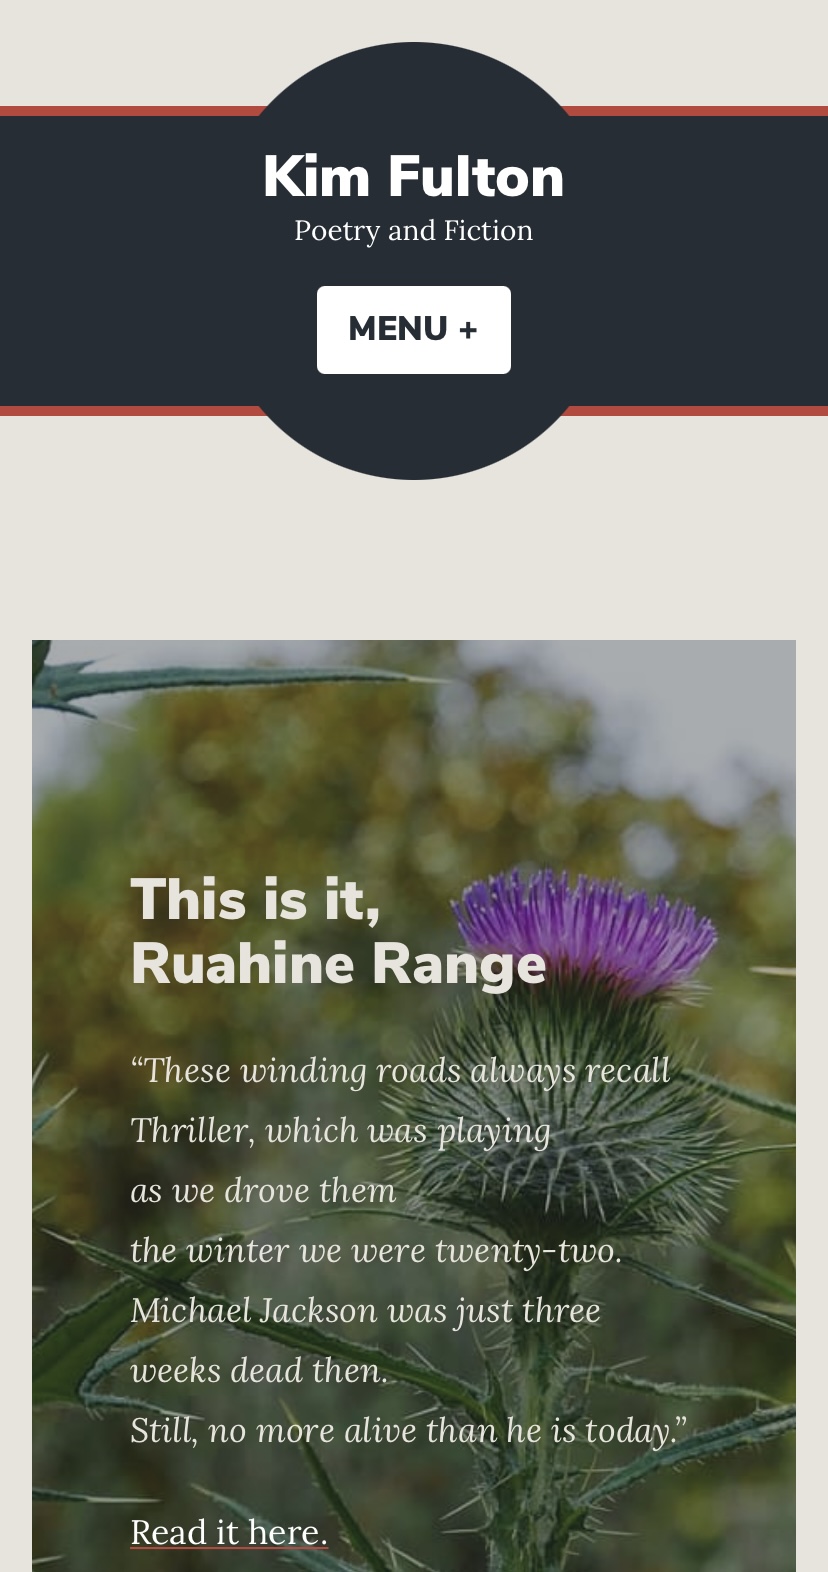 Kim Fulton
Poetry and Fiction
MENU +
This is it,
Ruahine Range
“These winding roads always recall
Thriller, which was playing
as we drove them
the winter we were twenty-two.
Michael Jackson was just three
weeks dead then.
Still, no more alive than he is today.”
Read it here.